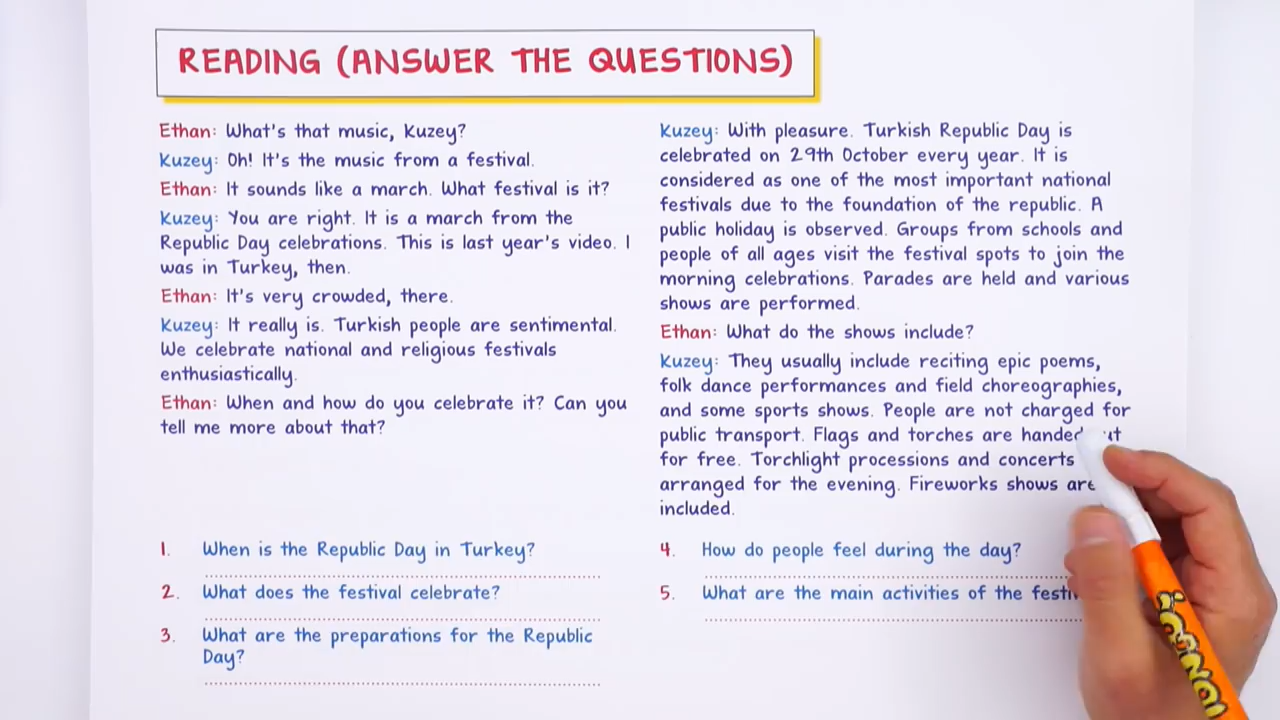 READING (ANSWER THE QUESTIONS)
Ethan: What's that music, Kuzey?
Kuzey: Oh! It's the music from a festival.
Ethan: It sounds like a march. What festival is it?
Kuzey: You are right. It is a march from the
Republic Day celebrations. This is last year's video. I
was in Turkey, then.
Ethan: It's very crowded, there.
Kuzey: It really is. Turkish people are sentimental.
We celebrate national and religious festivals
enthusiastically.
Ethan: When and how do you celebrate it? Can you
tell me more about that?
Kuzey: With pleasure. Turkish Republic Day is
celebrated on 29th October every year. It is
considered as one of the most important national
festivals due to the foundation of the republic. A
public holiday is observed. Groups from schools and
people of all ages visit the festival spots to join the
morning celebrations. Parades are held and various
shows are performed.
Ethan: What do the shows include?
Kuzey: They usually include reciting epic poems,
folk dance performances and field choreographies,
and some sports shows. People are not charged for
public transport. Flags and torches are handed
for free. Torchlight processions and concerts
arranged for the evening. Fireworks shows are
included.
1. When is the Republic Day in Turkey?
2. What does the festival celebrate?
3. What are the preparations for the Republic
Day?
4. How do people feel during the day?
5. What are the main activities of the